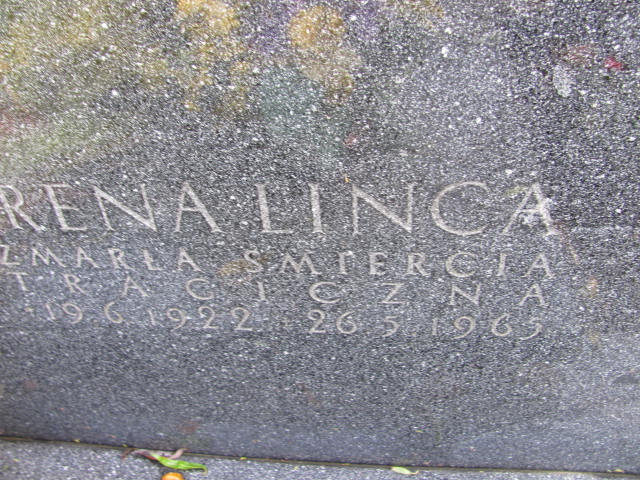 RENA LINCA
ZMARŁA ŚMIERCIĄ
TRAGICZNĄ
19.6.1922 26.5.1965